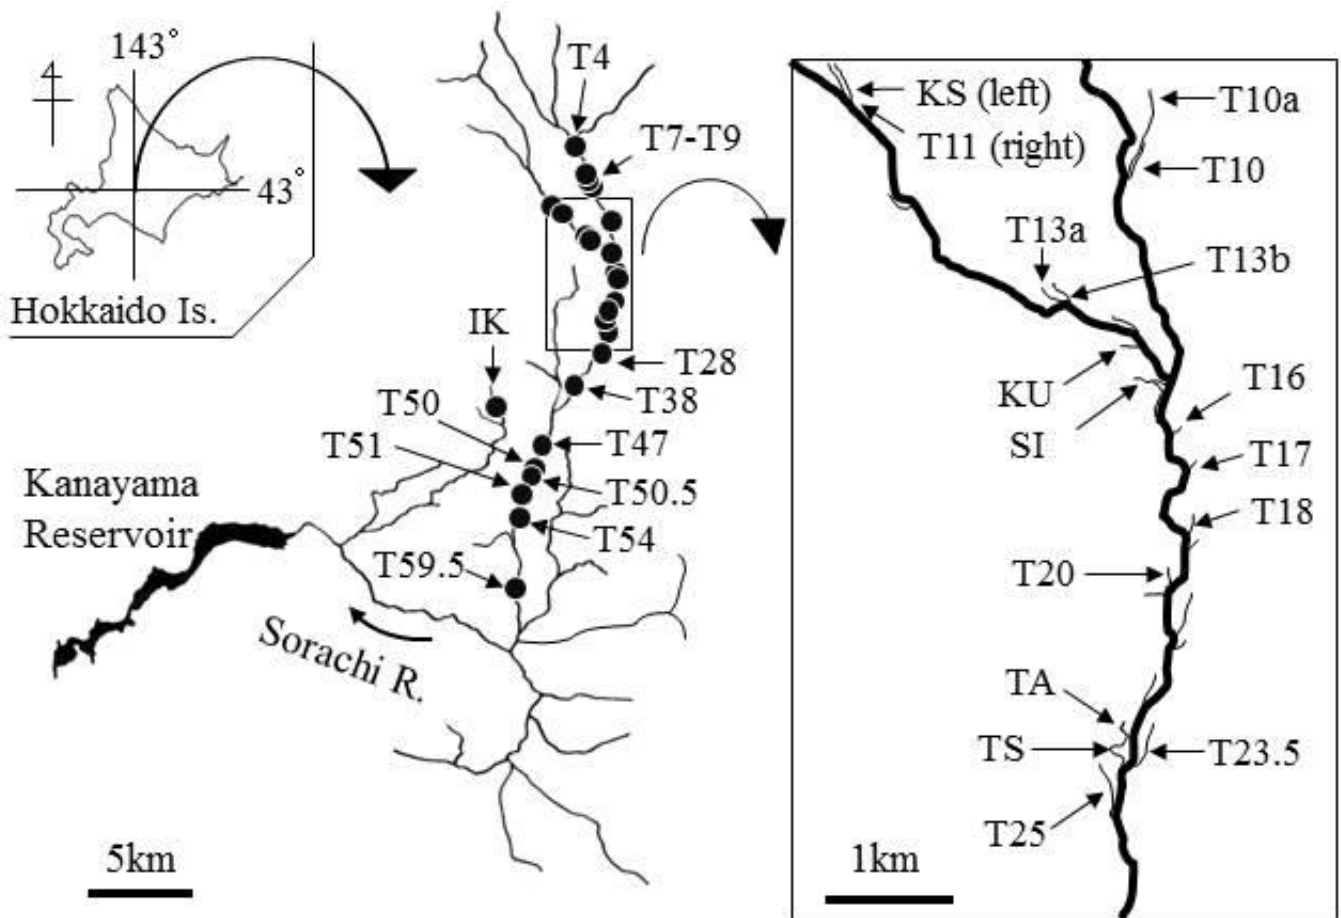 143°
4
43°
Hokkaido Is.
T4
T7-T9
IK
T28
T38
T50
T47
T51
T50.5
T54
T59.5
Kanayama
Reservoir
Sorachi R.
5km
KS (left)
T11 (right)
T10a
T10
T13a
T13b
KU
SI
T16
T17
T18
T20
TA
TS
T23.5
T25
1km